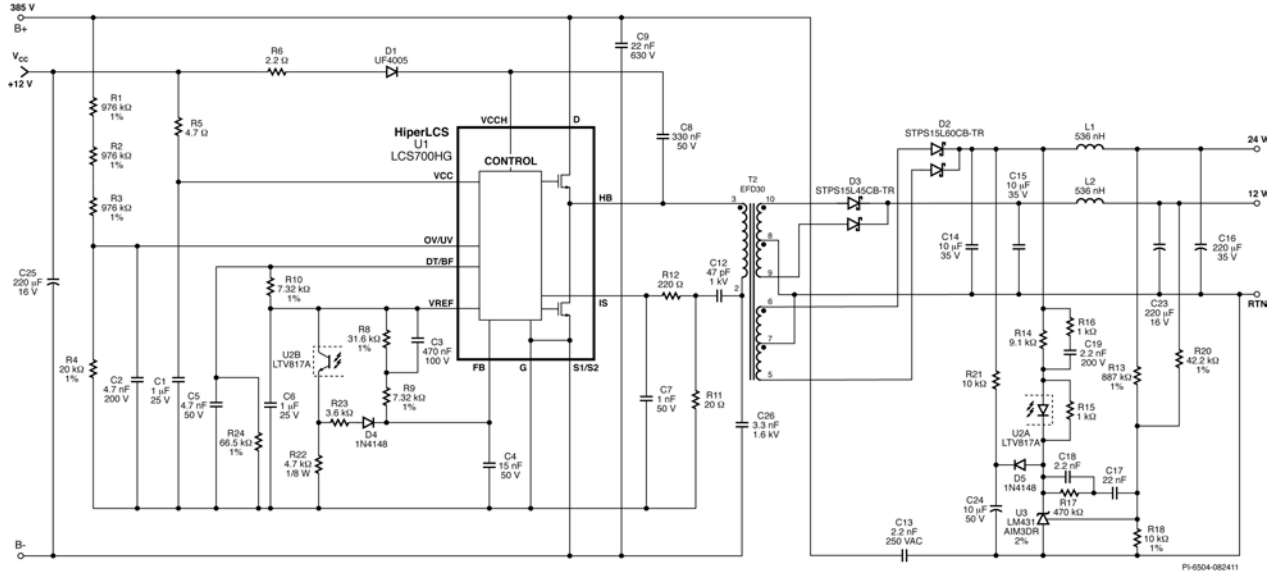 385 V
B+
VCC
+12 V
R6
2.2 Ω
D1
UF4005
C9
22 nF
630 V
R1
976 kΩ
1%
R2
976 kΩ
1%
R3
976 kΩ
1%
R5
4.7 Ω
VCCH
D
HiperLCS
U1
LCS700HG
CONTROL
VCC
OV/UV
DT/BF
VREF
FB
G
S1/S2
HB
IS
C8
330 nF
50 V
T2
EFD30
3
2
10
8
9
6
7
5
D2
STPS15L60CB-TR
D3
STPS15L45CB-TR
L1
536 nH
L2
536 nH
24 V
12 V
RTN
C14
10 µF
35 V
C15
10 µF
35 V
C16
220 µF
35 V
C23
220 µF
16 V
C25
220 µF
16 V
R4
20 kΩ
1%
C2
4.7 nF
200 V
C1
1 µF
25 V
C5
4.7 nF
50 V
R24
66.5 kΩ
1%
R10
7.32 kΩ
1%
C6
1 µF
25 V
U2B
LTV817A
R8
31.6 kΩ
1%
C3
470 nF
100 V
R9
7.32 kΩ
1%
R23
3.6 kΩ
D4
1N4148
R22
4.7 kΩ
1/8 W
C4
15 nF
50 V
R12
220 Ω
C12
47 pF
1 kV
C7
1 nF
50 V
R11
20 Ω
C26
3.3 nF
1.6 kV
R21
10 kΩ
R14
9.1 kΩ
R16
1 kΩ
C19
2.2 nF
200 V
R13
887 kΩ
1%
R20
42.2 kΩ
1%
R15
1 kΩ
U2A
LTV817A
D5
1N4148
C18
2.2 nF
C17
22 nF
R17
470 kΩ
C24
10 µF
50 V
U3
LM431
AIM3DR
2%
R18
10 kΩ
1%
C13
2.2 nF
250 VAC
B-
PI-6504-082411